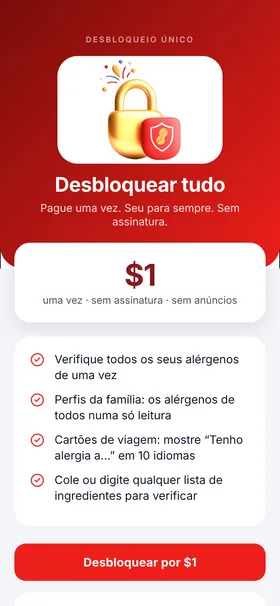 DESBLOQUEIO ÚNICO
Desbloquear tudo
Pague uma vez. Seu para sempre. Sem
assinatura.
$1
uma vez · sem assinatura · sem anúncios
Verifique todos os seus alérgenos
de uma vez
Perfis da família: os alérgenos de
todos numa só leitura
Cartões de viagem: mostre “Tenho
alergia a…” em 10 idiomas
Cole ou digite qualquer lista de
ingredientes para verificar
Desbloquear por $1